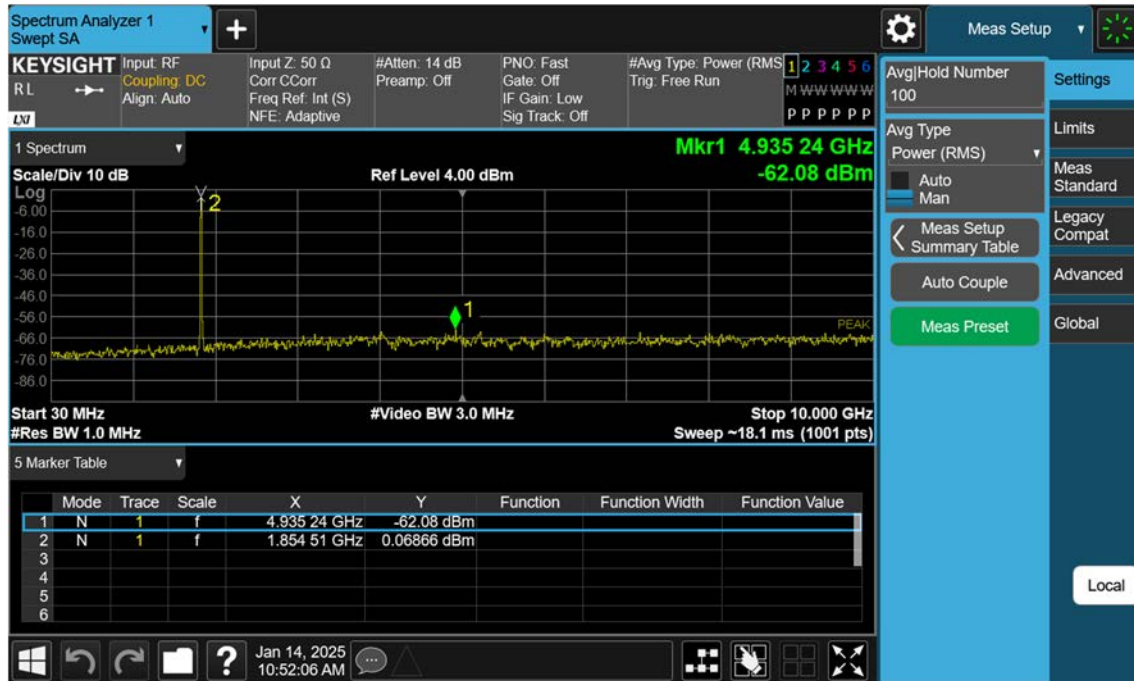 Spectrum Analyzer 1
Swept SA
+
Meas Setup
KEYSIGHT
RL
LXI
Input: RF
Coupling: DC
Align: Auto
Input Z: 50 Ω
Corr CCorr
Freq Ref: Int (S)
NFE: Adaptive
#Atten: 14 dB
Preamp: Off
PNO: Fast
Gate: Off
IF Gain: Low
Sig Track: Off
#Avg Type: Power (RMS
Trig: Free Run
1 2 3 4 5 6
M W W W W W
P P P P P P
1 Spectrum
Mkr1 4.935 24 GHz
-62.08 dBm
Scale/Div 10 dB
Ref Level 4.00 dBm
Log
-6.00
-16.0
-26.0
-36.0
-46.0
-56.0
-66.0
-76.0
-86.0
2
1
PEAK
Start 30 MHz
#Video BW 3.0 MHz
Stop 10.000 GHz
#Res BW 1.0 MHz
Sweep ~18.1 ms (1001 pts)
5 Marker Table
Mode Trace Scale X Y Function Function Width Function Value
1 N 1 f 4.935 24 GHz -62.08 dBm
2 N 1 f 1.854 51 GHz 0.06866 dBm
3
4
5
6
Avg|Hold Number
100
Avg Type
Power (RMS)
Auto
Man
Meas Setup
Summary Table
Auto Couple
Meas Preset
Settings
Limits
Meas
Standard
Legacy
Compat
Advanced
Global
Local
?
Jan 14, 2025
10:52:06 AM